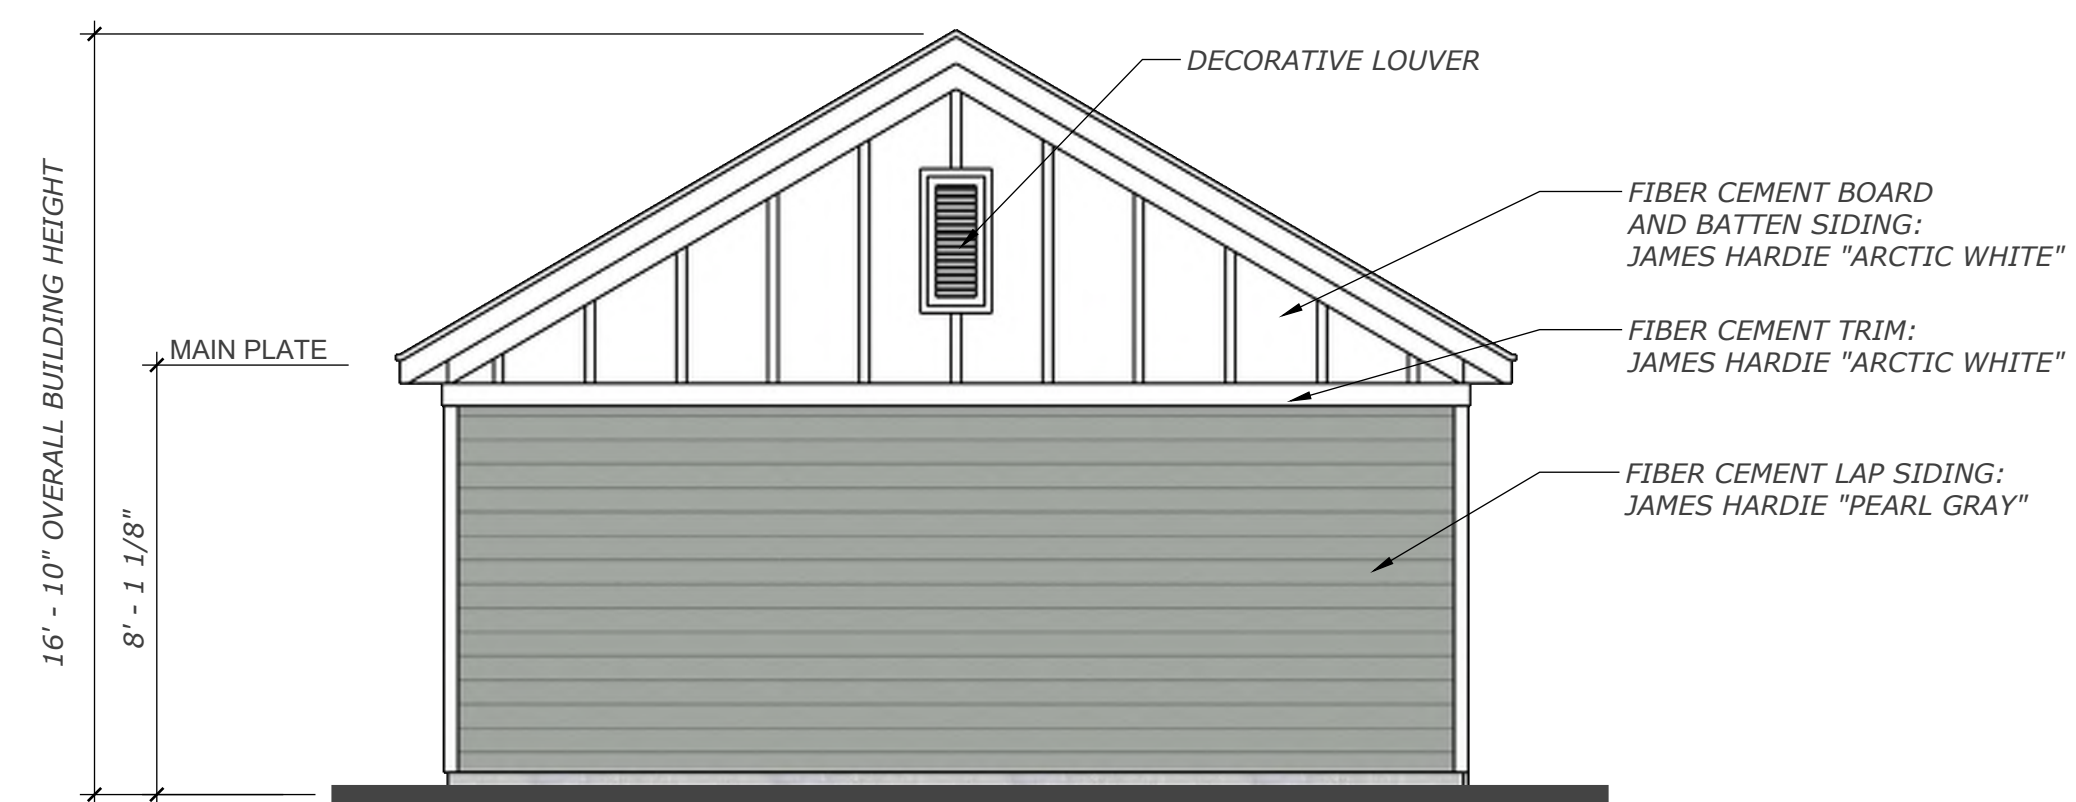 DECORATIVE LOUVER
FIBER CEMENT BOARD
AND BATTEN SIDING:
JAMES HARDIE "ARCTIC WHITE"
FIBER CEMENT TRIM:
JAMES HARDIE "ARCTIC WHITE"
FIBER CEMENT LAP SIDING:
JAMES HARDIE "PEARL GRAY"
MAIN PLATE
16' - 10" OVERALL BUILDING HEIGHT
8' - 1 1/8"